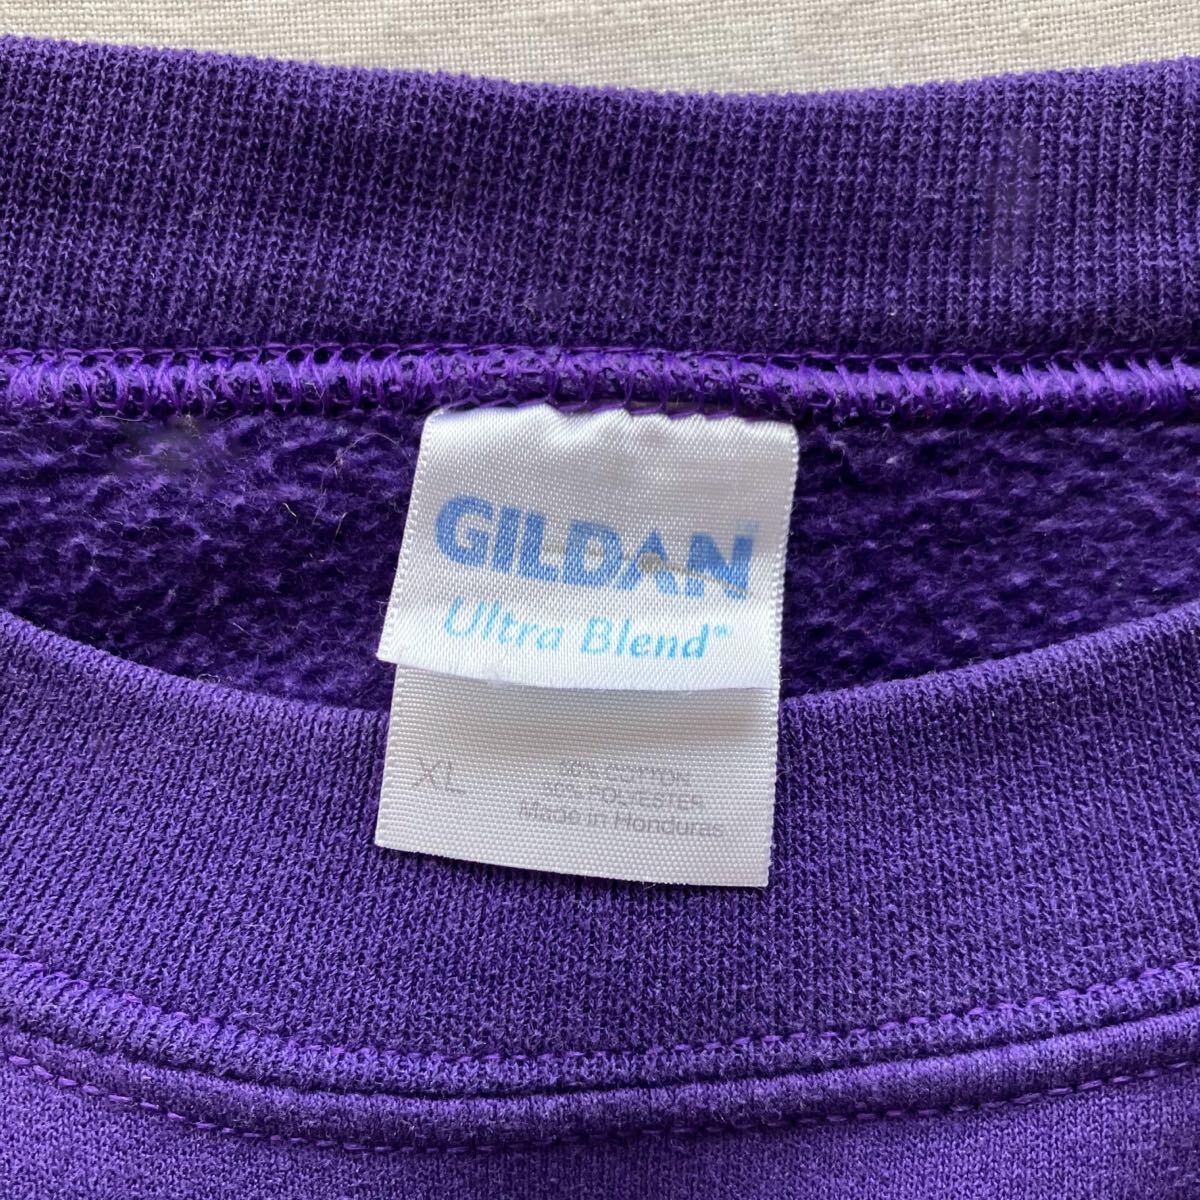 GILDAN®
Ultra Blend®
XL
50% COTTON
50% POLYESTER
Made in Honduras